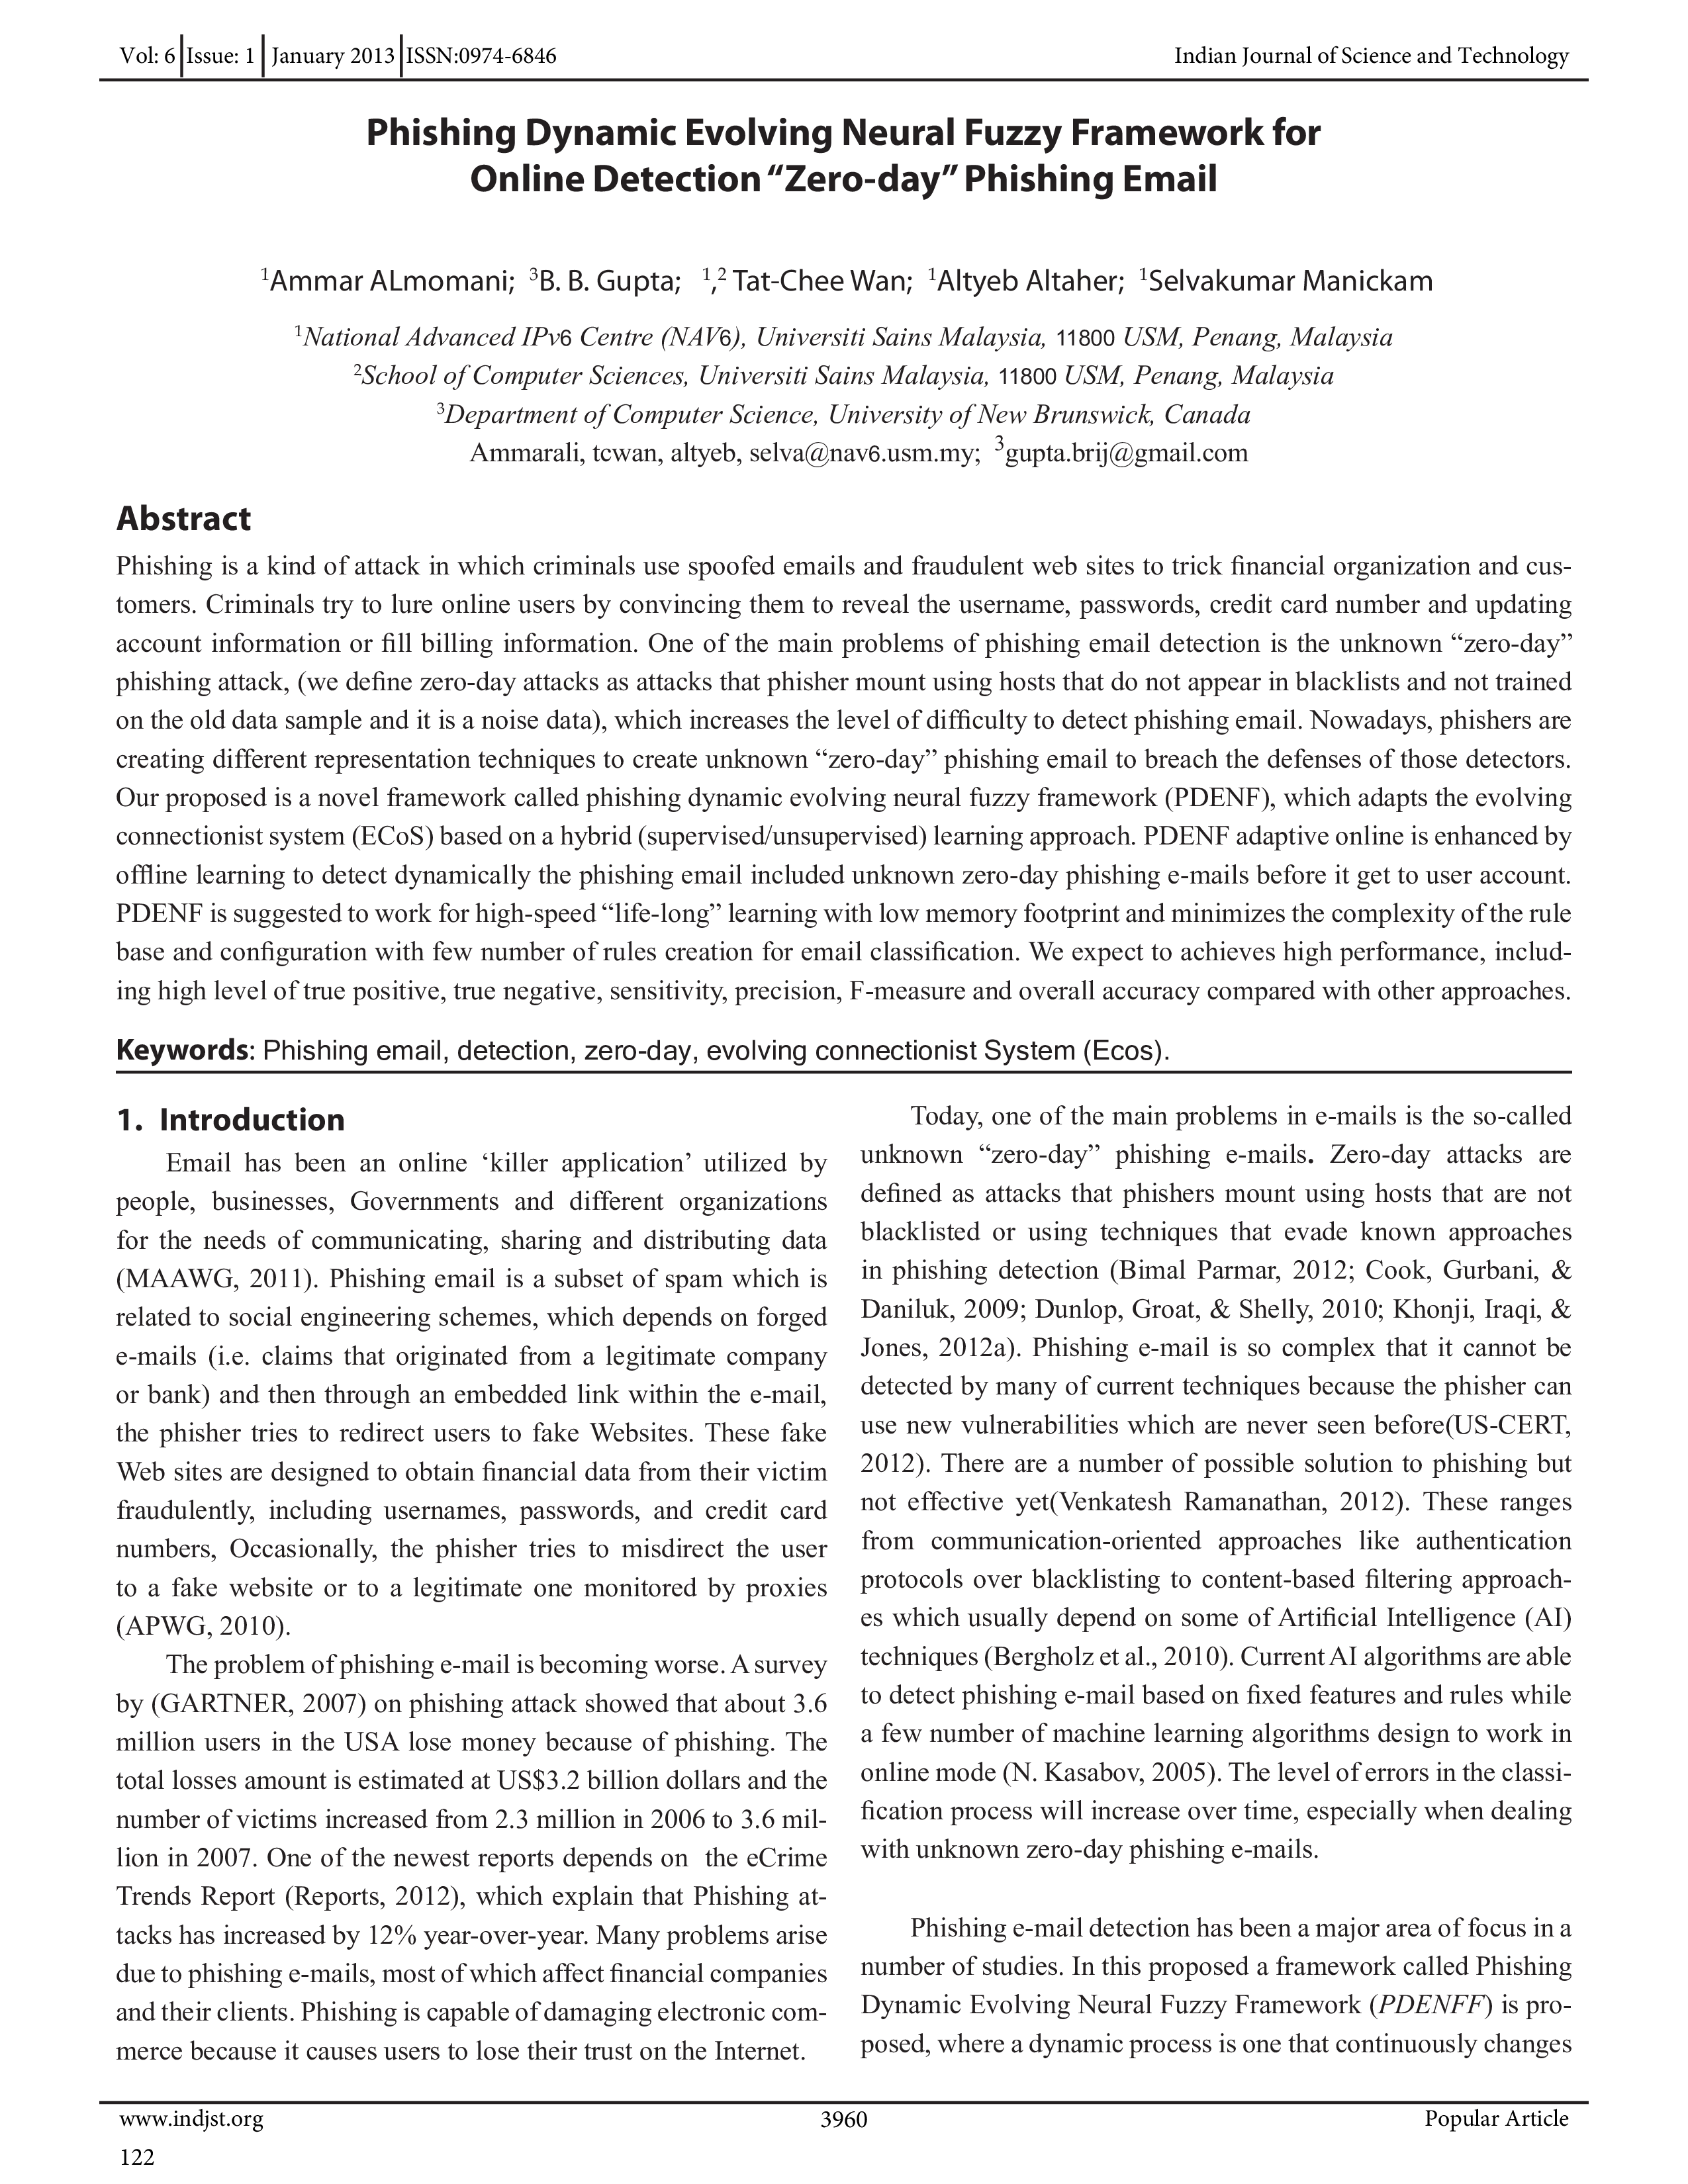 Vol: 6 Issue: 1 January 2013 ISSN:0974-6846
Indian Journal of Science and Technology
Phishing Dynamic Evolving Neural Fuzzy Framework for
Online Detection “Zero-day” Phishing Email
1Ammar ALmomani; 3B. B. Gupta; 1,2 Tat-Chee Wan; 1Altyeb Altaher; 1Selvakumar Manickam
1National Advanced IPv6 Centre (NAV6), Universiti Sains Malaysia, 11800 USM, Penang, Malaysia
2School of Computer Sciences, Universiti Sains Malaysia, 11800 USM, Penang, Malaysia
3Department of Computer Science, University of New Brunswick, Canada
Ammarali, tcwan, altyeb, selva@nav6.usm.my; 3gupta.brij@gmail.com
Abstract
Phishing is a kind of attack in which criminals use spoofed emails and fraudulent web sites to trick financial organization and cus-
tomers. Criminals try to lure online users by convincing them to reveal the username, passwords, credit card number and updating
account information or fill billing information. One of the main problems of phishing email detection is the unknown “zero-day”
phishing attack, (we define zero-day attacks as attacks that phisher mount using hosts that do not appear in blacklists and not trained
on the old data sample and it is a noise data), which increases the level of difficulty to detect phishing email. Nowadays, phishers are
creating different representation techniques to create unknown “zero-day” phishing email to breach the defenses of those detectors.
Our proposed is a novel framework called phishing dynamic evolving neural fuzzy framework (PDENF), which adapts the evolving
connectionist system (ECoS) based on a hybrid (supervised/unsupervised) learning approach. PDENF adaptive online is enhanced by
offline learning to detect dynamically the phishing email included unknown zero-day phishing e-mails before it get to user account.
PDENF is suggested to work for high-speed “life-long” learning with low memory footprint and minimizes the complexity of the rule
base and configuration with few number of rules creation for email classification. We expect to achieves high performance, includ-
ing high level of true positive, true negative, sensitivity, precision, F-measure and overall accuracy compared with other approaches.
Keywords: Phishing email, detection, zero-day, evolving connectionist System (Ecos).
1. Introduction
Email has been an online ‘killer application’ utilized by
people, businesses, Governments and different organizations
for the needs of communicating, sharing and distributing data
(MAAWG, 2011). Phishing email is a subset of spam which is
related to social engineering schemes, which depends on forged
e-mails (i.e. claims that originated from a legitimate company
or bank) and then through an embedded link within the e-mail,
the phisher tries to redirect users to fake Websites. These fake
Web sites are designed to obtain financial data from their victim
fraudulently, including usernames, passwords, and credit card
numbers, Occasionally, the phisher tries to misdirect the user
to a fake website or to a legitimate one monitored by proxies
(APWG, 2010).
The problem of phishing e-mail is becoming worse. A survey
by (GARTNER, 2007) on phishing attack showed that about 3.6
million users in the USA lose money because of phishing. The
total losses amount is estimated at US$3.2 billion dollars and the
number of victims increased from 2.3 million in 2006 to 3.6 mil-
lion in 2007. One of the newest reports depends on the eCrime
Trends Report (Reports, 2012), which explain that Phishing at-
tacks has increased by 12% year-over-year. Many problems arise
due to phishing e-mails, most of which affect financial companies
and their clients. Phishing is capable of damaging electronic com-
merce because it causes users to lose their trust on the Internet.
Today, one of the main problems in e-mails is the so-called
unknown “zero-day” phishing e-mails. Zero-day attacks are
defined as attacks that phishers mount using hosts that are not
blacklisted or using techniques that evade known approaches
in phishing detection (Bimal Parmar, 2012; Cook, Gurbani, &
Daniluk, 2009; Dunlop, Groat, & Shelly, 2010; Khonji, Iraqi, &
Jones, 2012a). Phishing e-mail is so complex that it cannot be
detected by many of current techniques because the phisher can
use new vulnerabilities which are never seen before(US-CERT,
2012). There are a number of possible solution to phishing but
not effective yet(Venkatesh Ramanathan, 2012). These ranges
from communication-oriented approaches like authentication
protocols over blacklisting to content-based filtering approach-
es which usually depend on some of Artificial Intelligence (AI)
techniques (Bergholz et al., 2010). Current AI algorithms are able
to detect phishing e-mail based on fixed features and rules while
a few number of machine learning algorithms design to work in
online mode (N. Kasabov, 2005). The level of errors in the classi-
fication process will increase over time, especially when dealing
with unknown zero-day phishing e-mails.
Phishing e-mail detection has been a major area of focus in a
number of studies. In this proposed a framework called Phishing
Dynamic Evolving Neural Fuzzy Framework (PDENFF) is pro-
posed, where a dynamic process is one that continuously changes
www.indjst.org
3960
Popular Article
122